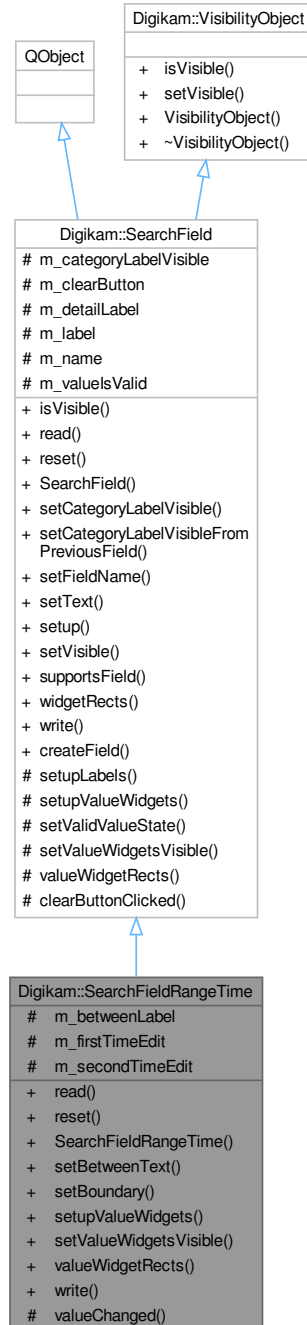 Digikam::VisibilityObject
+ isVisible()
+ setVisible()
+ VisibilityObject()
+ ~VisibilityObject()
QObject
Digikam::SearchField
# m_categoryLabelVisible
# m_clearButton
# m_detailLabel
# m_label
# m_name
# m_valueIsValid
+ isVisible()
+ read()
+ reset()
+ SearchField()
+ setCategoryLabelVisible()
+ setCategoryLabelVisibleFrom
PreviousField()
+ setFieldName()
+ setText()
+ setup()
+ setVisible()
+ supportsField()
+ widgetRects()
+ write()
+ createField()
# setupLabels()
# setupValueWidgets()
# setValidValueState()
# setValueWidgetsVisible()
# valueWidgetRects()
# clearButtonClicked()
Digikam::SearchFieldRangeTime
# m_betweenLabel
# m_firstTimeEdit
# m_secondTimeEdit
+ read()
+ reset()
+ SearchFieldRangeTime()
+ setBetweenText()
+ setBoundary()
+ setupValueWidgets()
+ setValueWidgetsVisible()
+ valueWidgetRects()
+ write()
# valueChanged()